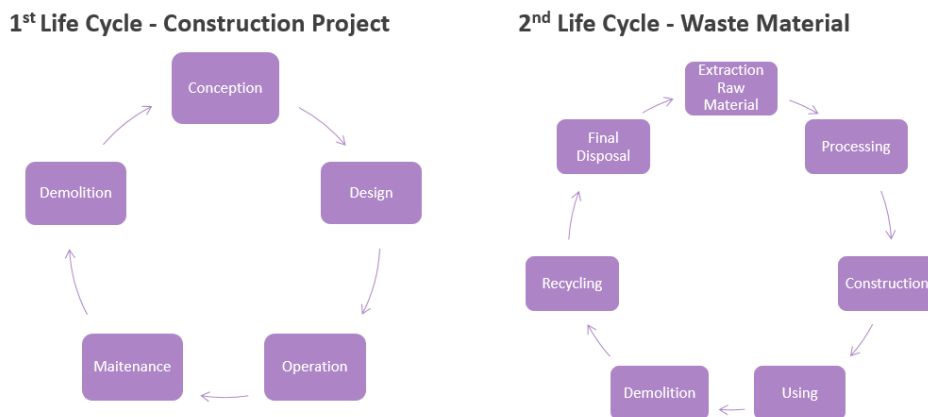 1st Life Cycle - Construction Project
Conception
Design
Operation
Maitenance
Demolition
2nd Life Cycle - Waste Material
Extraction
Raw
Material
Processing
Construction
Using
Demolition
Recycling
Final
Disposal